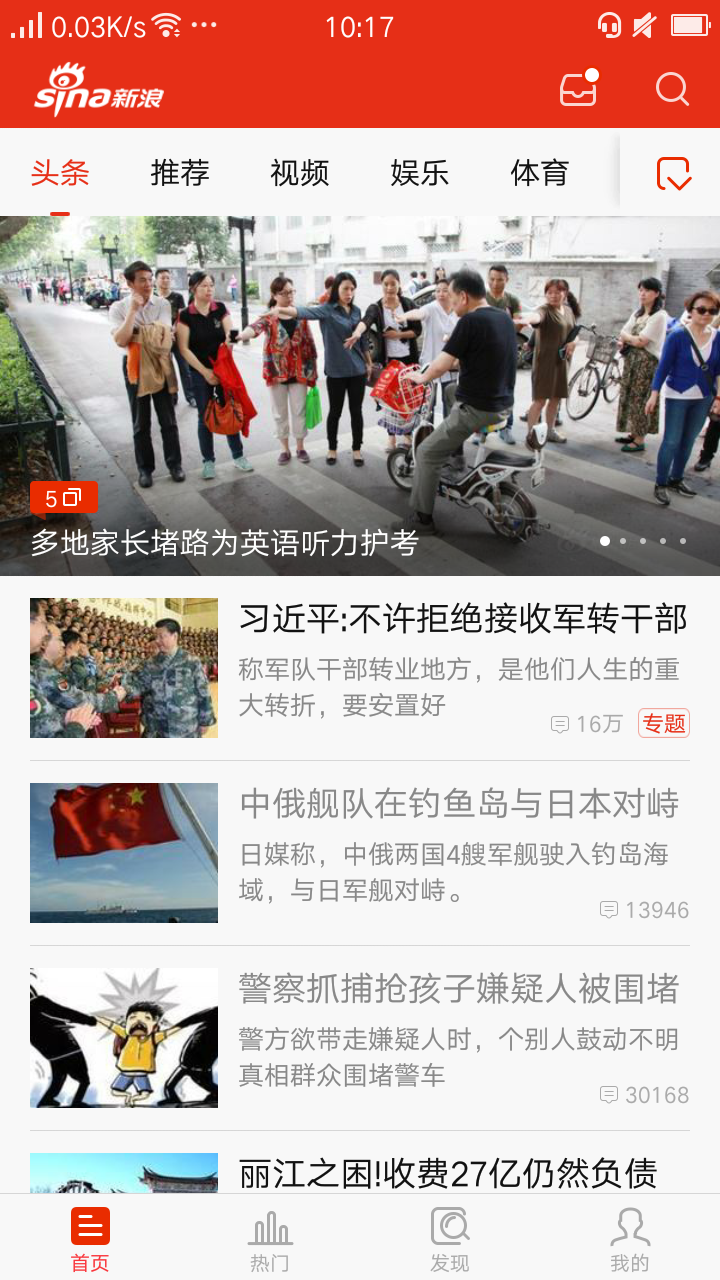 0.03K/s
10:17
sina新浪
头条 推荐 视频 娱乐 体育
5
多地家长堵路为英语听力护考
习近平:不许拒绝接收军转干部
称军队干部转业地方，是他们人生的重
大转折，要安置好
16万 专题
中俄舰队在钓鱼岛与日本对峙
日媒称，中俄两国4艘军舰驶入钓岛海
域，与日军舰对峙。
13946
警察抓捕抢孩子嫌疑人被围堵
警方欲带走嫌疑人时，个别人鼓动不明
真相群众围堵警车
30168
丽江之困!收费27亿仍然负债
首页 热门 发现 我的